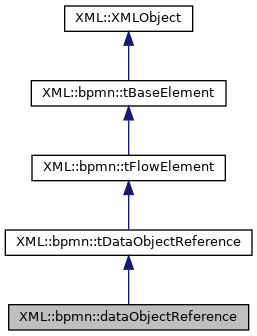 XML::XMLObject
XML::bpmn::tBaseElement
XML::bpmn::tFlowElement
XML::bpmn::tDataObjectReference
XML::bpmn::dataObjectReference